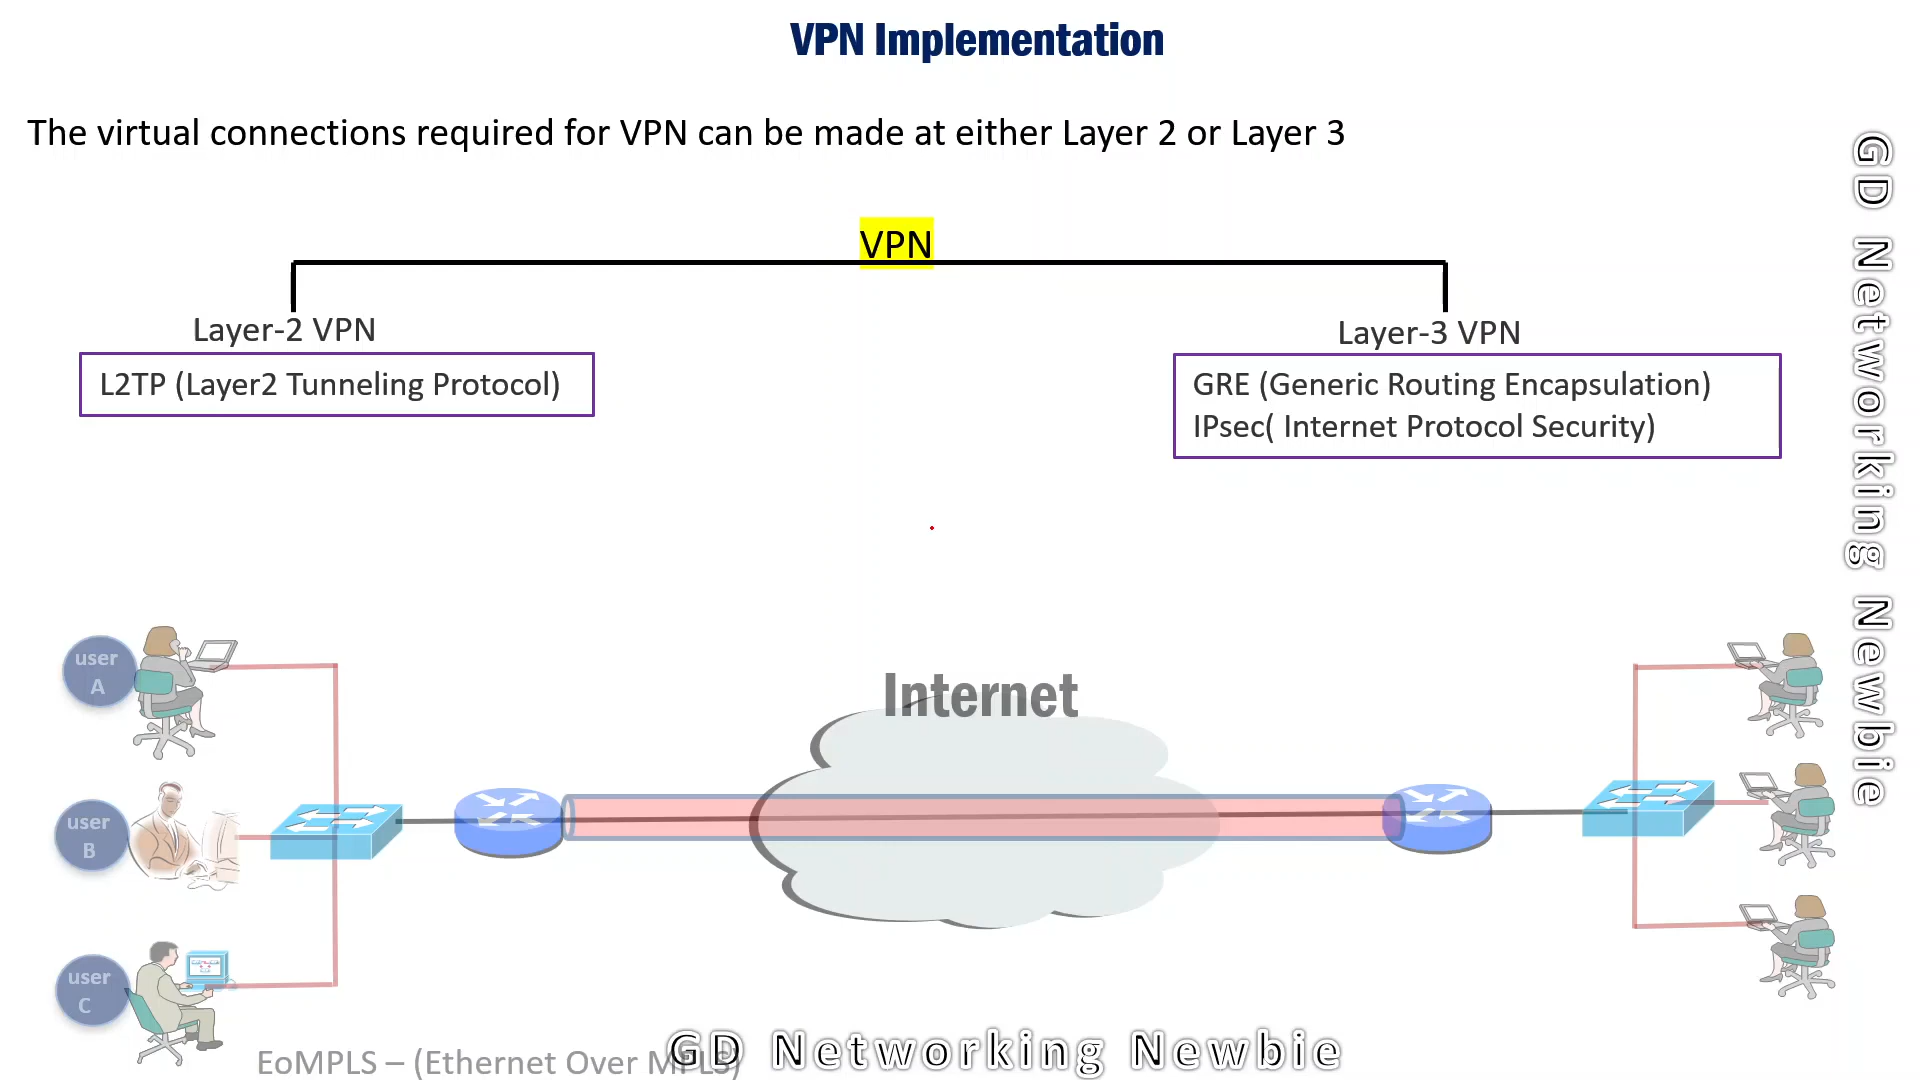 VPN Implementation
The virtual connections required for VPN can be made at either Layer 2 or Layer 3
VPN
Layer-2 VPN
L2TP (Layer2 Tunneling Protocol)
Layer-3 VPN
GRE (Generic Routing Encapsulation)
IPsec( Internet Protocol Security)
Internet
user
A
user
B
user
C
EoMPLS – (Ethernet Over MPLS)
GD Networking Newbie
GD Networking Newbie